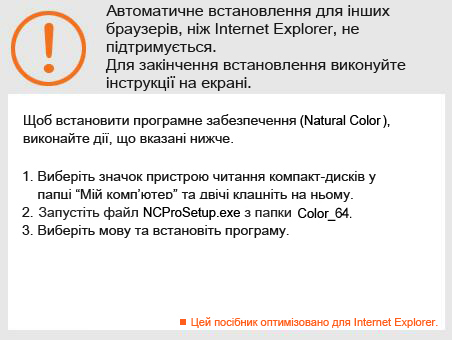 Автоматичне встановлення для інших
браузерів, ніж Internet Explorer, не
підтримується.
Для закінчення встановлення виконуйте
інструкції на екрані.
Щоб встановити програмне забезпечення (Natural Color ),
виконайте дії, що вказані нижче.
1. Виберіть значок пристрою читання компакт-дисків у
папці “Мій комп’ютер” та двічі клацніть на ньому.
2. Запустіть файл NCProSetup.exe з папки Color_64.
3. Виберіть мову та встановіть програму.
Цей посібник оптимізовано для Internet Explorer.